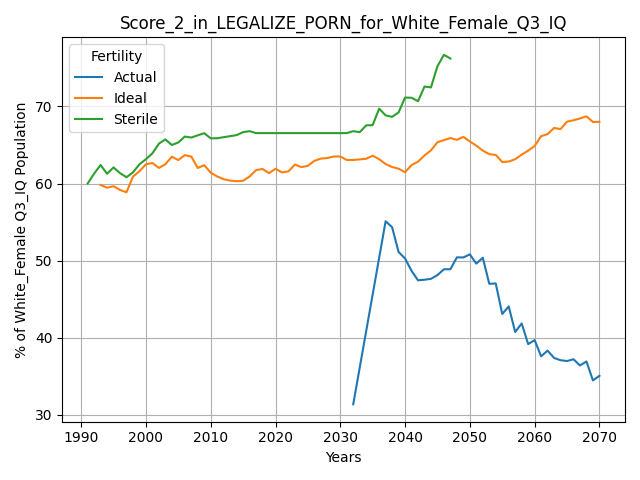 Score_2_in_LEGALIZE_PORN_for_White_Female_Q3_IQ
Fertility
Actual
Ideal
Sterile
% of White_Female Q3_IQ Population
70
60
50
40
30
1990 2000 2010 2020 2030 2040 2050 2060 2070
Years